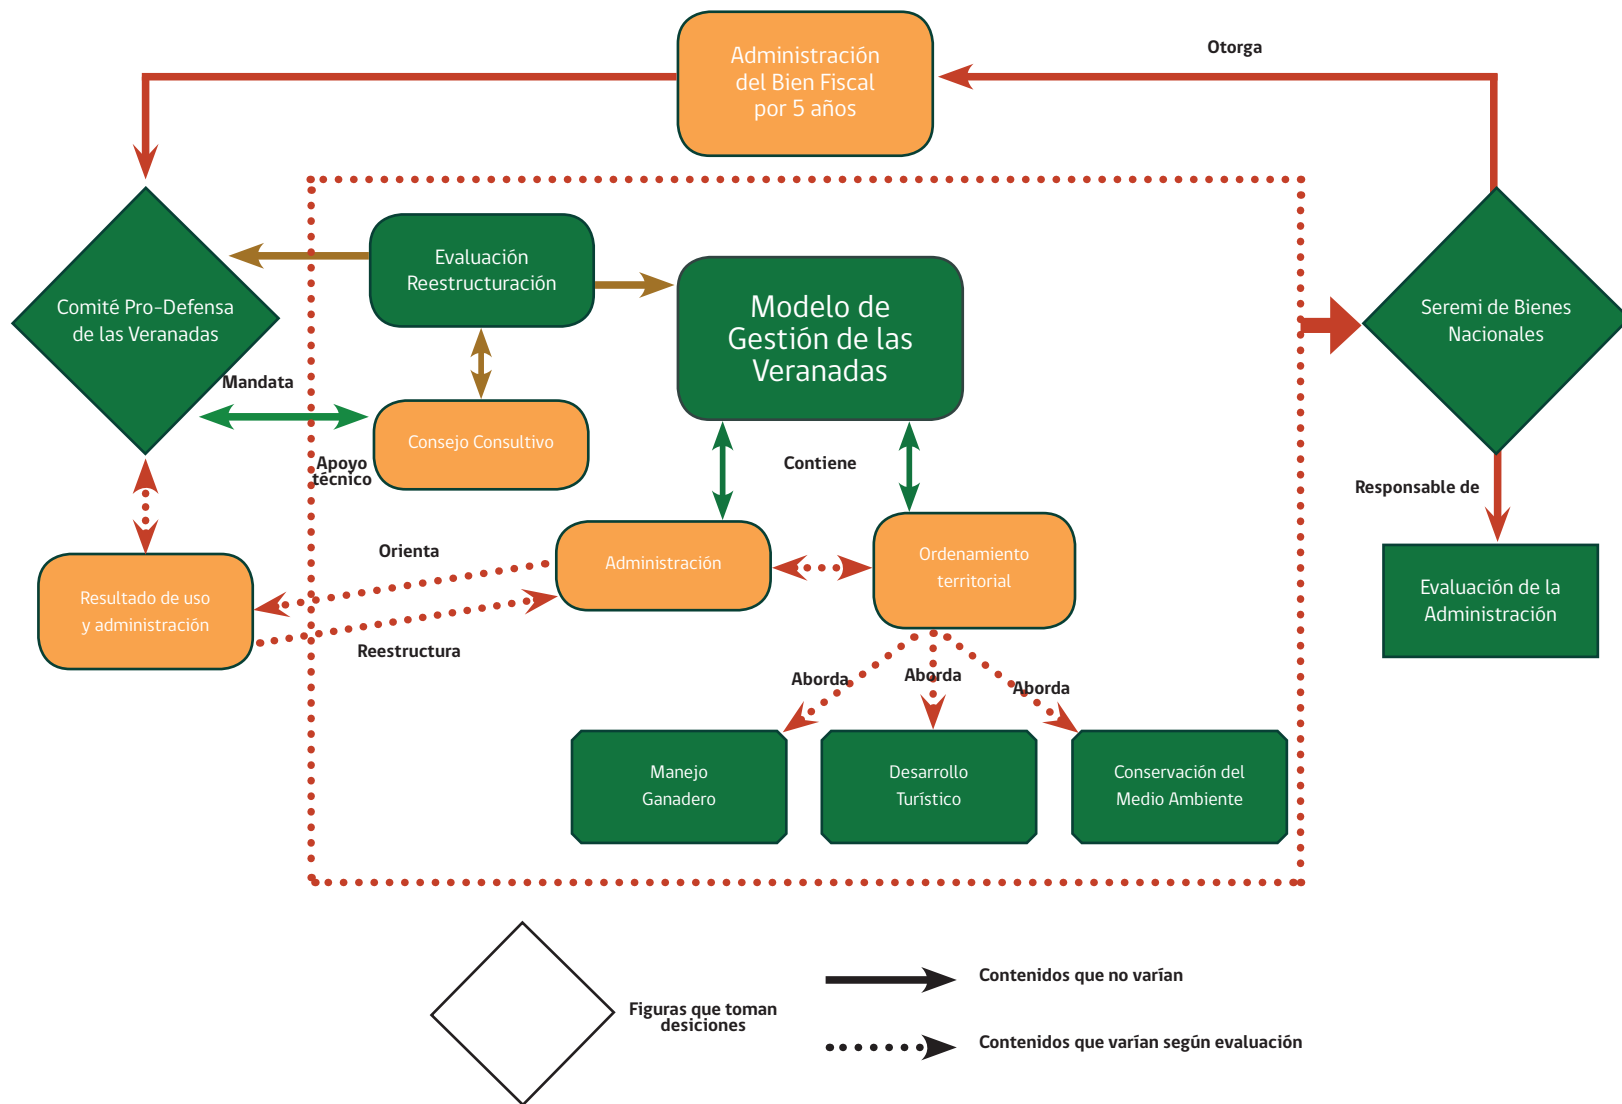 Administración
del Bien Fiscal
por 5 años
Otorga
Evaluación
Reestructuración
Comité Pro-Defensa
de las Veranadas
Modelo de
Gestión de las
Veranadas
Seremi de Bienes
Nacionales
Mandata
Consejo Consultivo
Apoyo
técnico
Contiene
Responsable de
Orienta
Administración
Ordenamiento
territorial
Resultado de uso
y administración
Evaluación de la
Administración
Reestructura
Aborda
Aborda
Aborda
Manejo
Ganadero
Desarrollo
Turístico
Conservación del
Medio Ambiente
Figuras que toman
desiciones
Contenidos que no varían
Contenidos que varían según evaluación